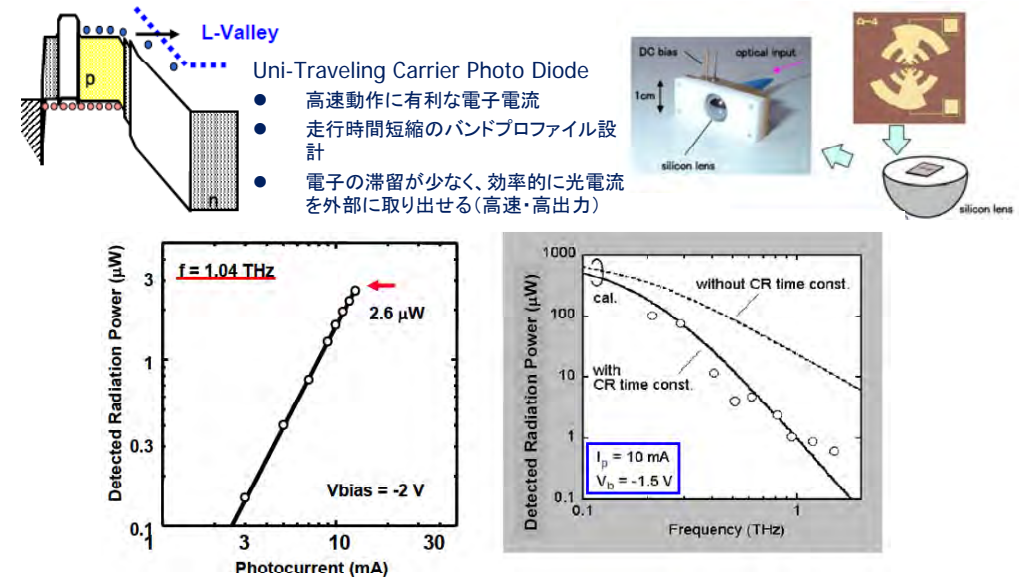 L-Valley
p
n
Uni-Traveling Carrier Photo Diode
● 高速動作に有利な電子電流
● 走行時間短縮のバンドプロファイル設
計
● 電子の滞留が少なく、効率的に光電流
を外部に取り出せる(高速・高出力)
DC bias
optical input
1cm
silicon lens
silicon lens
f = 1.04 THz
2.6 μW
Vbias = -2 V
Detected Radiation Power (μW)
3
1
0.3
0.1
1
3
10
30
Photocurrent (mA)
1000
100
10
1
0.1
Detected Radiation Power (μW)
cal.
without CR time const.
with
CR time const.
Ip = 10 mA
Vb = -1.5 V
0.1
1
Frequency (THz)